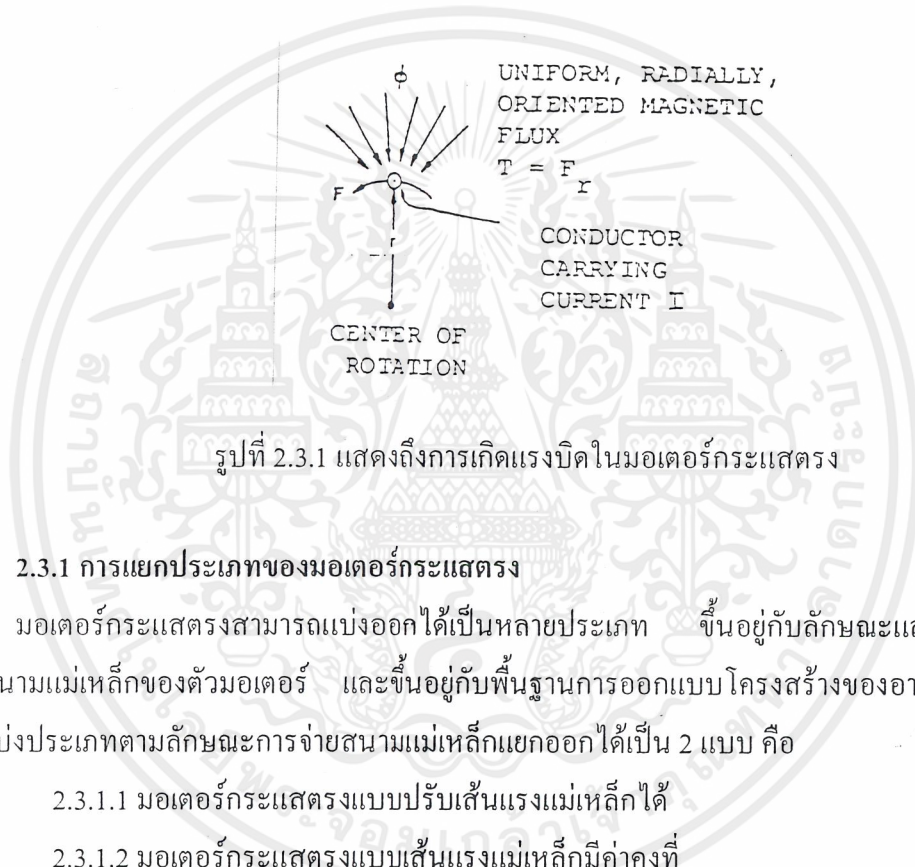 ϕ
UNIFORM, RADIALLY,
ORIENTED MAGNETIC
FLUX
T = F r
F
r
CONDUCTOR
CARRYING
CURRENT I
CENTER OF
ROTATION
รูปที่ 2.3.1 แสดงถึงการเกิดแรงบิดในมอเตอร์กระแสตรง
2.3.1 การแยกประเภทของมอเตอร์กระแสตรง
มอเตอร์กระแสตรงสามารถแบ่งออกได้เป็นหลายประเภท ขึ้นอยู่กับลักษณะแ
นามแม่เหล็กของตัวมอเตอร์ และขึ้นอยู่กับพื้นฐานการออกแบบโครงสร้างของอา
บ่งประเภทตามลักษณะการจ่ายสนามแม่เหล็กแยกออกได้เป็น 2 แบบ คือ
2.3.1.1 มอเตอร์กระแสตรงแบบปรับเส้นแรงแม่เหล็กได้
2.3.1.2 มอเตอร์กระแสตรงแบบเส้นแรงแม่เหล็กมีค่าคงที่